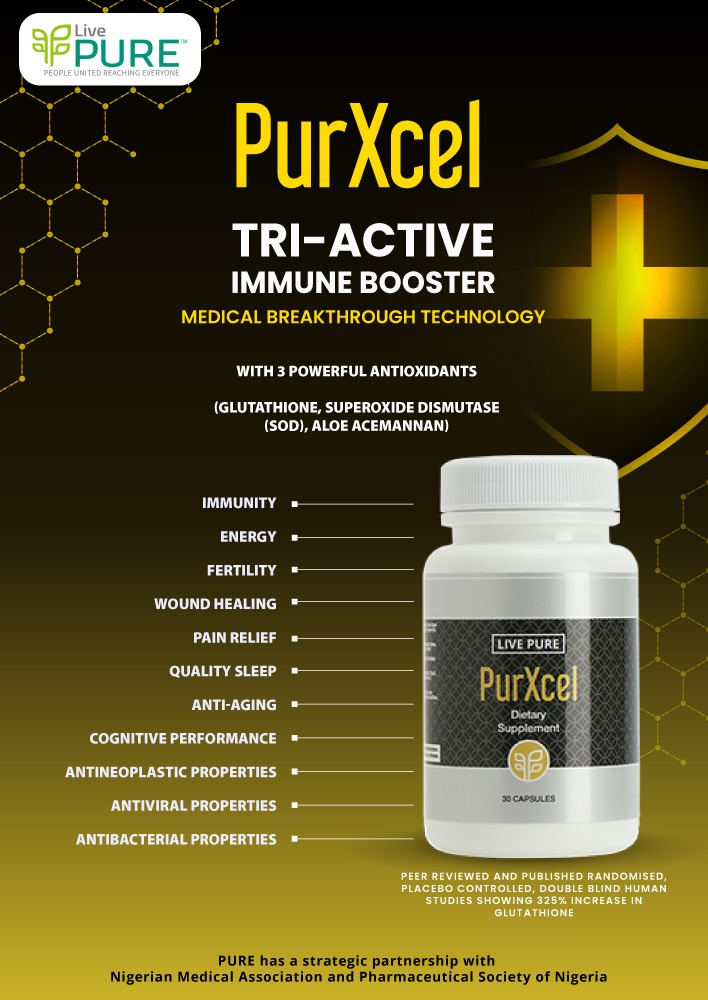 Live
PURE™
PEOPLE UNITED REACHING EVERYONE
PurXcel
TRI-ACTIVE
IMMUNE BOOSTER
MEDICAL BREAKTHROUGH TECHNOLOGY
WITH 3 POWERFUL ANTIOXIDANTS
(GLUTATHIONE, SUPEROXIDE DISMUTASE
(SOD), ALOE ACEMANNAN)
IMMUNITY
ENERGY
FERTILITY
WOUND HEALING
PAIN RELIEF
QUALITY SLEEP
ANTI-AGING
COGNITIVE PERFORMANCE
ANTINEOPLASTIC PROPERTIES
ANTIVIRAL PROPERTIES
ANTIBACTERIAL PROPERTIES
LIVE PURE
PurXcel
Dietary
Supplement
30 CAPSULES
PEER REVIEWED AND PUBLISHED RANDOMISED,
PLACEBO CONTROLLED, DOUBLE BLIND HUMAN
STUDIES SHOWING 325% INCREASE IN
GLUTATHIONE
PURE has a strategic partnership with
Nigerian Medical Association and Pharmaceutical Society of Nigeria